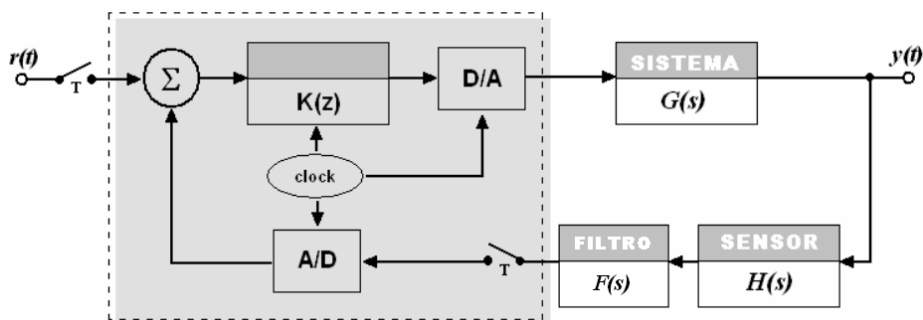 r(t)
T
Σ
K(z)
D/A
SISTEMA
G(s)
y(t)
clock
A/D
T
FILTRO
F(s)
SENSOR
H(s)